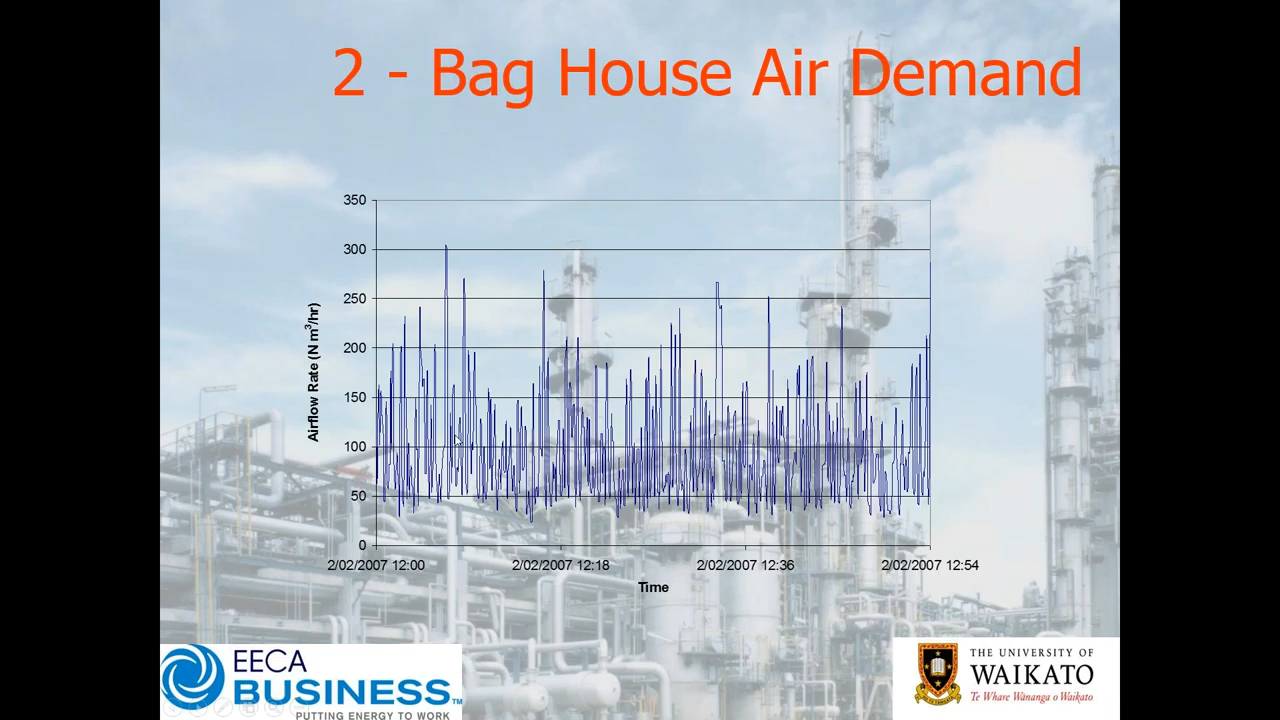 2 - Bag House Air Demand
350
300
250
200
150
100
50
0
Airflow Rate (N m³/hr)
2/02/2007 12:00
2/02/2007 12:18
2/02/2007 12:36
2/02/2007 12:54
Time
EECA
BUSINESS™
PUTTING ENERGY TO WORK
THE UNIVERSITY OF
WAIKATO
Te Whare Wānanga o Waikato